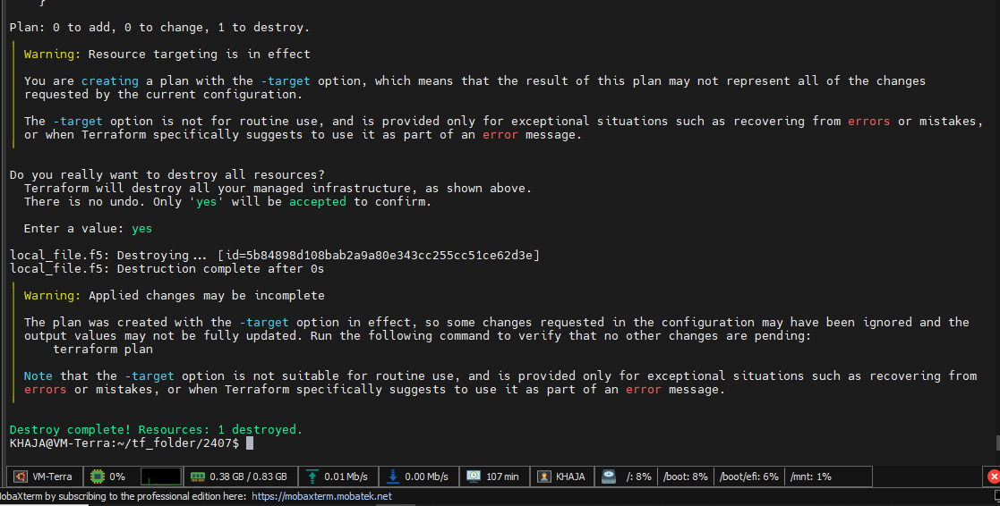 }
Plan: 0 to add, 0 to change, 1 to destroy.
Warning: Resource targeting is in effect
You are creating a plan with the -target option, which means that the result of this plan may not represent all of the changes
requested by the current configuration.
The -target option is not for routine use, and is provided only for exceptional situations such as recovering from errors or mistakes,
or when Terraform specifically suggests to use it as part of an error message.
Do you really want to destroy all resources?
Terraform will destroy all your managed infrastructure, as shown above.
There is no undo. Only 'yes' will be accepted to confirm.
Enter a value: yes
local_file.f5: Destroying... [id=5b84898d108bab2a9a80e343cc255cc51ce62d3e]
local_file.f5: Destruction complete after 0s
Warning: Applied changes may be incomplete
The plan was created with the -target option in effect, so some changes requested in the configuration may have been ignored and the
output values may not be fully updated. Run the following command to verify that no other changes are pending:
terraform plan
Note that the -target option is not suitable for routine use, and is provided only for exceptional situations such as recovering from
errors or mistakes, or when Terraform specifically suggests to use it as part of an error message.
Destroy complete! Resources: 1 destroyed.
KHAJA@VM-Terra:~/tf_folder/2407$
VM-Terra 0% 0.38 GB / 0.83 GB 0.01 Mb/s 0.00 Mb/s 107 min KHAJA /: 8% /boot: 8% /boot/efi: 6% /mnt: 1%
MobaXterm by subscribing to the professional edition here: https://mobaxterm.mobatek.net